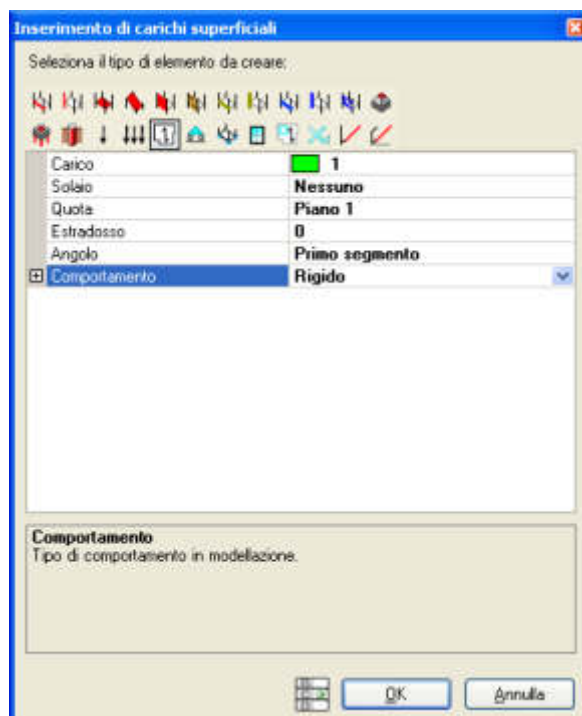 Inserimento di carichi superficiali
Seleziona il tipo di elemento da creare:
Carico 1
Solaio Nessuno
Quota Piano 1
Estradosso 0
Angolo Primo segmento
Comportamento Rigido
Comportamento
Tipo di comportamento in modellazione.
OK Annulla